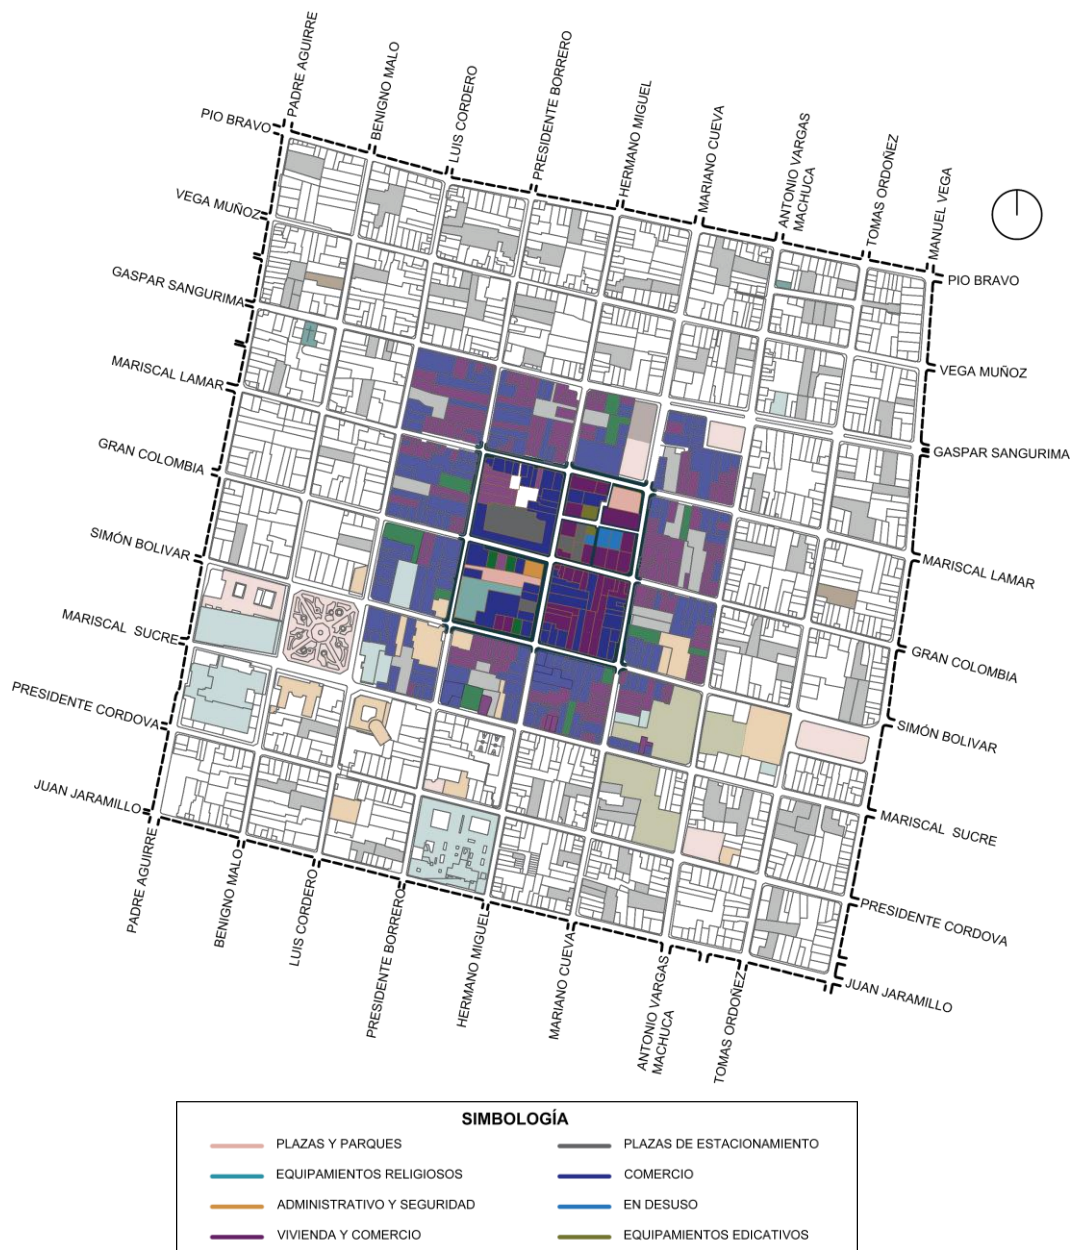 PADRE AGUIRRE
BENIGNO MALO
LUIS CORDERO
PRESIDENTE BORRERO
HERMANO MIGUEL
MARIANO CUEVA
ANTONIO VARGAS
MACHUCA
TOMAS ORDOÑEZ
MANUEL VEGA
PIO BRAVO
VEGA MUÑOZ
GASPAR SANGURIMA
MARISCAL LAMAR
GRAN COLOMBIA
SIMÓN BOLIVAR
MARISCAL SUCRE
PRESIDENTE CORDOVA
JUAN JARAMILLO
PIO BRAVO
VEGA MUÑOZ
GASPAR SANGURIMA
MARISCAL LAMAR
GRAN COLOMBIA
SIMÓN BOLIVAR
MARISCAL SUCRE
PRESIDENTE CORDOVA
JUAN JARAMILLO
PADRE AGUIRRE
BENIGNO MALO
LUIS CORDERO
PRESIDENTE BORRERO
HERMANO MIGUEL
MARIANO CUEVA
ANTONIO VARGAS
MACHUCA
TOMAS ORDOÑEZ
SIMBOLOGÍA
PLAZAS Y PARQUES
EQUIPAMIENTOS RELIGIOSOS
ADMINISTRATIVO Y SEGURIDAD
VIVIENDA Y COMERCIO
PLAZAS DE ESTACIONAMIENTO
COMERCIO
EN DESUSO
EQUIPAMIENTOS EDICATIVOS